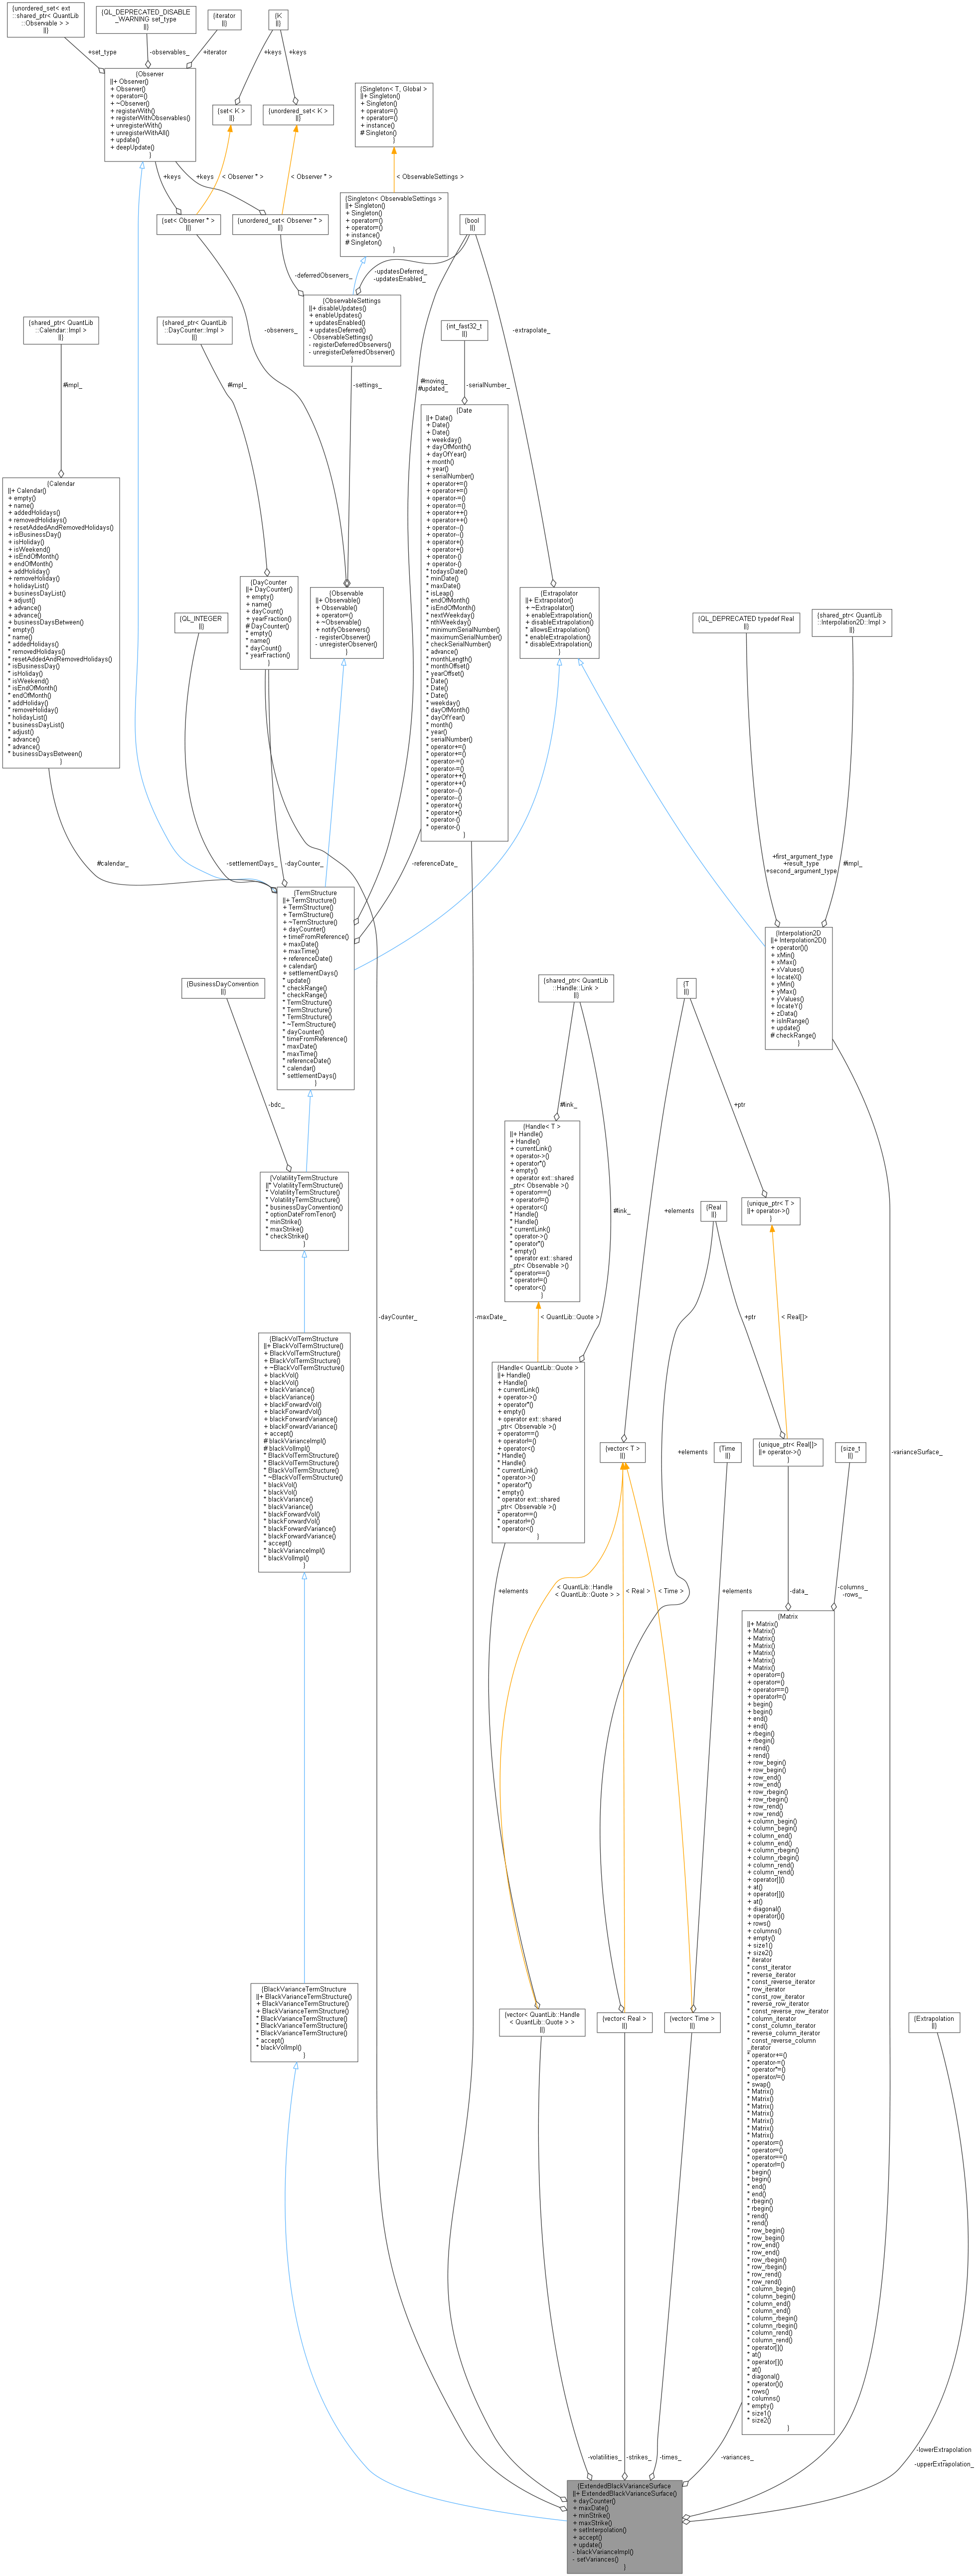 {unordered_set< ext
::shared_ptr< QuantLib
::Observable > >
||}
{QL_DEPRECATED_DISABLE
_WARNING set_type
||}
{iterator
||}
{K
||}
+set_type
-observables_
+iterator
+keys
+keys
{Observer
||+ Observer()
+ Observer()
+ operator=()
+ ~Observer()
+ registerWith()
+ registerWithObservables()
+ unregisterWith()
+ unregisterWithAll()
+ update()
+ deepUpdate()
}
{set< K >
||}
{unordered_set< K >
||}
{Singleton< T, Global >
||+ Singleton()
+ Singleton()
+ operator=()
+ operator=()
+ instance()
# Singleton()
}
+keys
+keys
< Observer * >
< Observer * >
< ObservableSettings >
{set< Observer * >
||}
{unordered_set< Observer * >
||}
{Singleton< ObservableSettings >
||+ Singleton()
+ Singleton()
+ operator=()
+ operator=()
+ instance()
# Singleton()
}
{bool
||}
-deferredObservers_
-updatesDeferred_
-updatesEnabled_
{ObservableSettings
||+ disableUpdates()
+ enableUpdates()
+ updatesEnabled()
+ updatesDeferred()
- ObservableSettings()
- registerDeferredObservers()
- unregisterDeferredObserver()
}
{shared_ptr< QuantLib
::Calendar::Impl >
||}
{shared_ptr< QuantLib
::DayCounter::Impl >
||}
-observers_
{int_fast32_t
||}
-extrapolate_
#impl_
#impl_
-settings_
#moving_
#updated_
-serialNumber_
{Calendar
||+ Calendar()
+ empty()
+ name()
+ addedHolidays()
+ removedHolidays()
+ resetAddedAndRemovedHolidays()
+ isBusinessDay()
+ isHoliday()
+ isWeekend()
+ isEndOfMonth()
+ endOfMonth()
+ addHoliday()
+ removeHoliday()
+ holidayList()
+ businessDayList()
+ adjust()
+ advance()
+ advance()
+ businessDaysBetween()
* empty()
* name()
* addedHolidays()
* removedHolidays()
* resetAddedAndRemovedHolidays()
* isBusinessDay()
* isHoliday()
* isWeekend()
* isEndOfMonth()
* endOfMonth()
* addHoliday()
* removeHoliday()
* holidayList()
* businessDayList()
* adjust()
* advance()
* advance()
* businessDaysBetween()
}
{QL_INTEGER
||}
{DayCounter
||+ DayCounter()
+ empty()
+ name()
+ dayCount()
+ yearFraction()
# DayCounter()
* empty()
* name()
* dayCount()
* yearFraction()
}
{Observable
||+ Observable()
+ Observable()
+ operator=()
+ ~Observable()
+ notifyObservers()
- registerObserver()
- unregisterObserver()
}
{Date
||+ Date()
+ Date()
+ Date()
+ weekday()
+ dayOfMonth()
+ dayOfYear()
+ month()
+ year()
+ serialNumber()
+ operator+=()
+ operator+=()
+ operator-=()
+ operator-=()
+ operator++()
+ operator++()
+ operator--()
+ operator--()
+ operator+()
+ operator+()
+ operator-()
+ operator-()
* todaysDate()
* minDate()
* maxDate()
* isLeap()
* endOfMonth()
* isEndOfMonth()
* nextWeekday()
* nthWeekday()
* minimumSerialNumber()
* maximumSerialNumber()
* checkSerialNumber()
* advance()
* monthLength()
* monthOffset()
* yearOffset()
* Date()
* Date()
* Date()
* weekday()
* dayOfMonth()
* dayOfYear()
* month()
* year()
* serialNumber()
* operator+=()
* operator+=()
* operator-=()
* operator-=()
* operator++()
* operator++()
* operator--()
* operator--()
* operator+()
* operator+()
* operator-()
* operator-()
}
{Extrapolator
||+ Extrapolator()
+ ~Extrapolator()
+ enableExtrapolation()
+ disableExtrapolation()
+ allowsExtrapolation()
* enableExtrapolation()
* disableExtrapolation()
}
{QL_DEPRECATED typedef Real
||}
{shared_ptr< QuantLib
::Interpolation2D::Impl >
||}
#calendar_
-settlementDays_
-dayCounter_
-referenceDate_
+first_argument_type
+result_type
+second_argument_type
#impl_
{TermStructure
||+ TermStructure()
+ TermStructure()
+ TermStructure()
+ ~TermStructure()
+ dayCounter()
+ timeFromReference()
+ maxDate()
+ maxTime()
+ referenceDate()
+ calendar()
+ settlementDays()
* update()
* checkRange()
* checkRange()
* TermStructure()
* TermStructure()
* TermStructure()
* ~TermStructure()
* dayCounter()
* timeFromReference()
* maxDate()
* maxTime()
* referenceDate()
* calendar()
* settlementDays()
}
{Interpolation2D
||+ Interpolation2D()
+ operator()()
+ xMin()
+ xMax()
+ xValues()
+ locateX()
+ yMin()
+ yMax()
+ yValues()
+ locateY()
+ zData()
+ isInRange()
+ update()
# checkRange()
}
{BusinessDayConvention
||}
{shared_ptr< QuantLib
::Handle::Link >
||}
{T
||}
-bdc_
#link_
+ptr
{VolatilityTermStructure
||* VolatilityTermStructure()
* VolatilityTermStructure()
* VolatilityTermStructure()
* businessDayConvention()
* optionDateFromTenor()
* minStrike()
* maxStrike()
* checkStrike()
}
{Handle< T >
||+ Handle()
+ Handle()
+ currentLink()
+ operator->()
+ operator*()
+ empty()
+ operator ext::shared
_ptr< Observable >()
+ operator==()
+ operator!=()
+ operator<()
* Handle()
* Handle()
* currentLink()
* operator->()
* operator*()
* empty()
* operator ext::shared
_ptr< Observable >()
* operator==()
* operator!=()
* operator<()
}
#link_
+elements
{Real
||}
{unique_ptr< T >
||+ operator->()
}
-dayCounter_
-maxDate_
< QuantLib::Quote >
+ptr
< Real[]>
{BlackVolTermStructure
||+ BlackVolTermStructure()
+ BlackVolTermStructure()
+ BlackVolTermStructure()
+ ~BlackVolTermStructure()
+ blackVol()
+ blackVol()
+ blackVariance()
+ blackVariance()
+ blackForwardVol()
+ blackForwardVol()
+ blackForwardVariance()
+ blackForwardVariance()
+ accept()
# blackVarianceImpl()
# blackVolImpl()
* BlackVolTermStructure()
* BlackVolTermStructure()
* BlackVolTermStructure()
* ~BlackVolTermStructure()
* blackVol()
* blackVol()
* blackVariance()
* blackVariance()
* blackForwardVol()
* blackForwardVol()
* blackForwardVariance()
* blackForwardVariance()
* accept()
* blackVarianceImpl()
* blackVolImpl()
}
{Handle< QuantLib::Quote >
||+ Handle()
+ Handle()
+ currentLink()
+ operator->()
+ operator*()
+ empty()
+ operator ext::shared
_ptr< Observable >()
+ operator==()
+ operator!=()
+ operator<()
* Handle()
* Handle()
* currentLink()
* operator->()
* operator*()
* empty()
* operator ext::shared
_ptr< Observable >()
* operator==()
* operator!=()
* operator<()
}
{vector< T >
||}
+elements
{Time
||}
{unique_ptr< Real[]>
||+ operator->()
}
{size_t
||}
-varianceSurface_
+elements
< QuantLib::Handle
< QuantLib::Quote > >
< Real >
< Time >
+elements
-data_
-columns_
-rows_
{Matrix
||+ Matrix()
+ Matrix()
+ Matrix()
+ Matrix()
+ Matrix()
+ Matrix()
+ Matrix()
+ operator=()
+ operator=()
+ operator==()
+ operator!=()
+ begin()
+ begin()
+ end()
+ end()
+ rbegin()
+ rbegin()
+ rend()
+ rend()
+ row_begin()
+ row_begin()
+ row_end()
+ row_end()
+ row_rbegin()
+ row_rbegin()
+ row_rend()
+ row_rend()
+ column_begin()
+ column_begin()
+ column_end()
+ column_end()
+ column_rbegin()
+ column_rbegin()
+ column_rend()
+ column_rend()
+ operator[]()
+ at()
+ operator[]()
+ at()
+ diagonal()
+ operator()()
+ rows()
+ columns()
+ empty()
+ size1()
+ size2()
* iterator
* const_iterator
* reverse_iterator
* const_reverse_iterator
* row_iterator
* const_row_iterator
* reverse_row_iterator
* const_reverse_row_iterator
* column_iterator
* const_column_iterator
* reverse_column_iterator
* const_reverse_column
_iterator
* operator+=()
* operator-=()
* operator*=()
* operator/=()
* swap()
* Matrix()
* Matrix()
* Matrix()
* Matrix()
* Matrix()
* Matrix()
* Matrix()
* operator=()
* operator=()
* operator==()
* operator!=()
* begin()
* begin()
* end()
* end()
* rbegin()
* rbegin()
* rend()
* rend()
* row_begin()
* row_begin()
* row_end()
* row_end()
* row_rbegin()
* row_rbegin()
* row_rend()
* row_rend()
* column_begin()
* column_begin()
* column_end()
* column_end()
* column_rbegin()
* column_rbegin()
* column_rend()
* column_rend()
* operator[]()
* at()
* operator[]()
* at()
* diagonal()
* operator()()
* rows()
* columns()
* empty()
* size1()
* size2()
}
{BlackVarianceTermStructure
||+ BlackVarianceTermStructure()
+ BlackVarianceTermStructure()
+ BlackVarianceTermStructure()
* BlackVarianceTermStructure()
* BlackVarianceTermStructure()
* BlackVarianceTermStructure()
* accept()
* blackVolImpl()
}
{vector< QuantLib::Handle
< QuantLib::Quote > >
||}
{vector< Real >
||}
{vector< Time >
||}
{Extrapolation
||}
-volatilities_
-strikes_
-times_
-variances_
-lowerExtrapolation
_
-upperExtrapolation_
{ExtendedBlackVarianceSurface
||+ ExtendedBlackVarianceSurface()
+ dayCounter()
+ maxDate()
+ minStrike()
+ maxStrike()
+ setInterpolation()
+ accept()
+ update()
- blackVarianceImpl()
- setVariances()
}